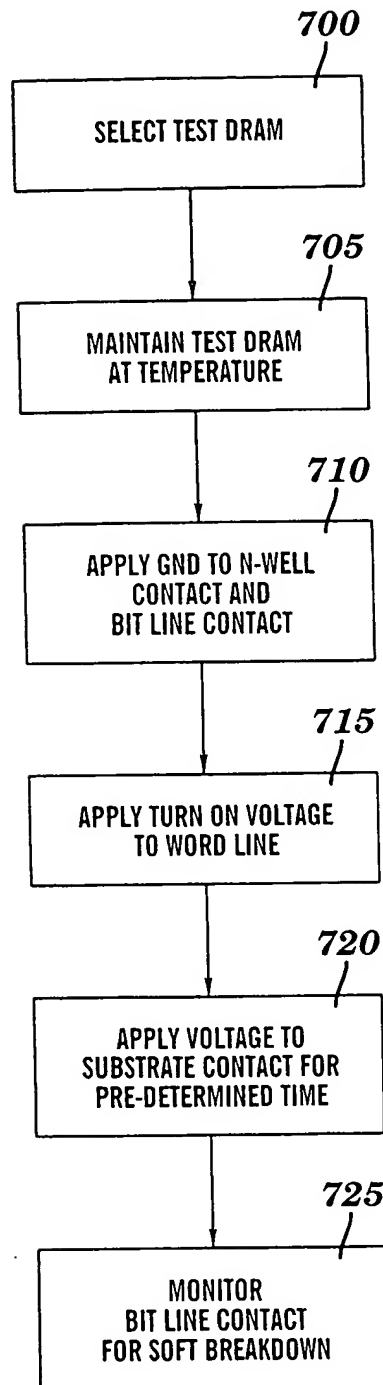 700
SELECT TEST DRAM
705
MAINTAIN TEST DRAM
AT TEMPERATURE
710
APPLY GND TO N-WELL
CONTACT AND
BIT LINE CONTACT
715
APPLY TURN ON VOLTAGE
TO WORD LINE
720
APPLY VOLTAGE TO
SUBSTRATE CONTACT FOR
PRE-DETERMINED TIME
725
MONITOR
BIT LINE CONTACT
FOR SOFT BREAKDOWN